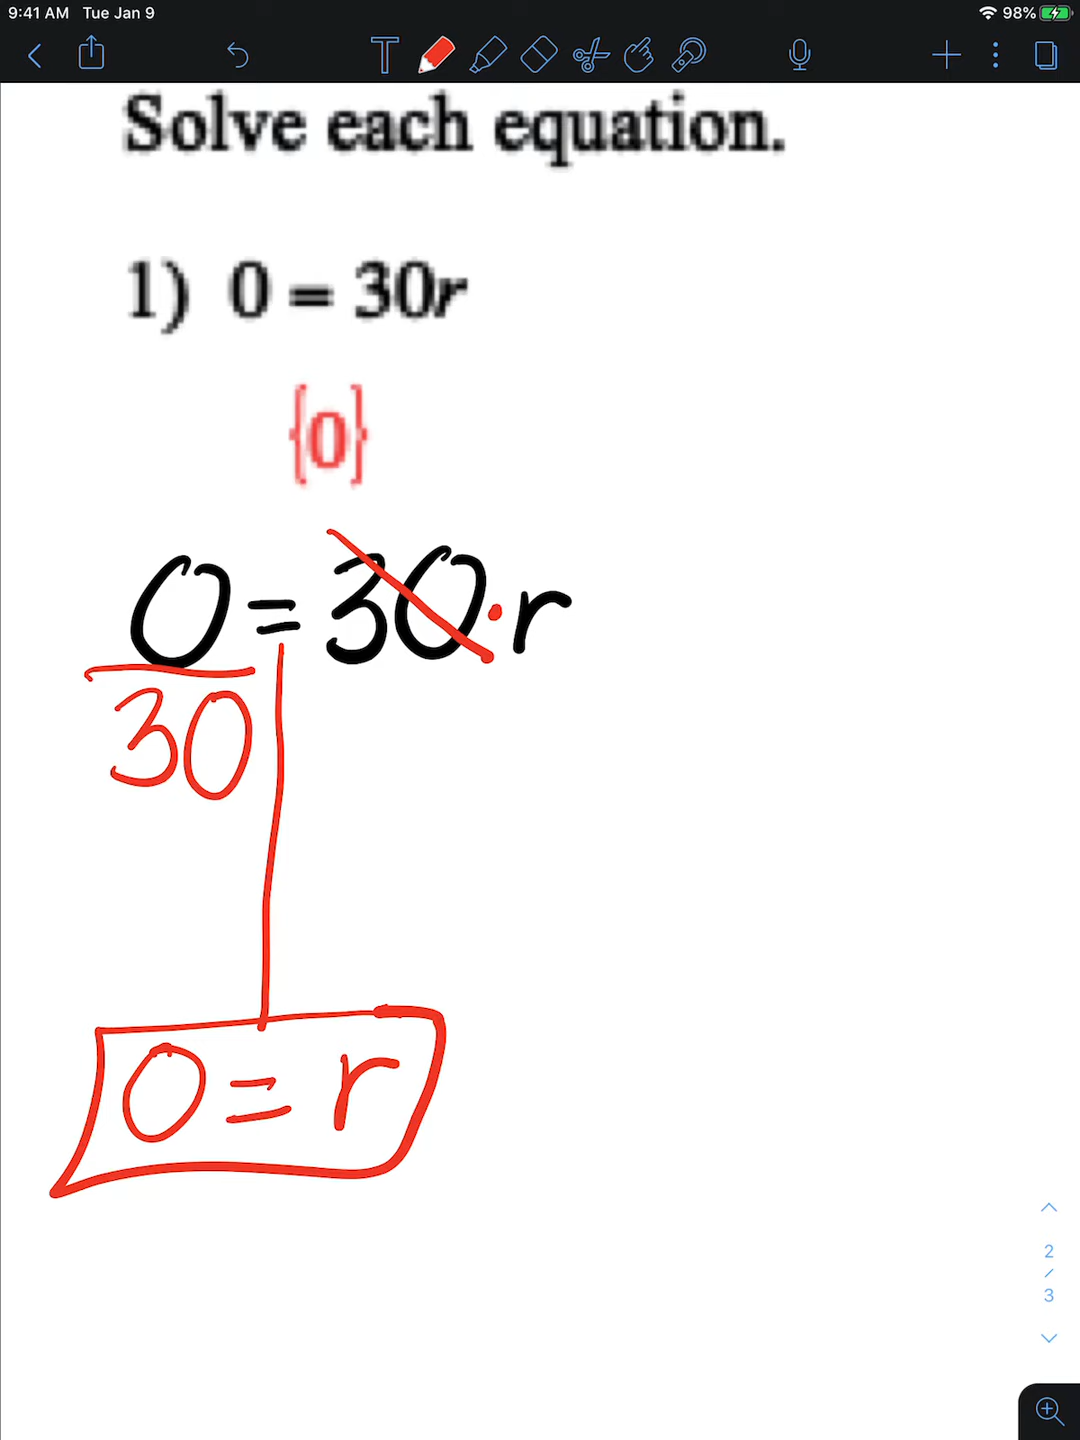 9:41 AM Tue Jan 9 98%
T
Solve each equation.
1) 0 = 30r
{0}
0 = 30·r
30
0 = r
2
/
3